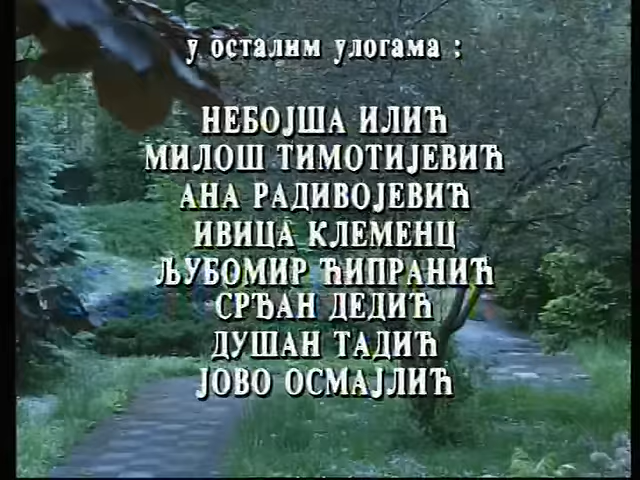 у осталим улогама :
НЕБОЈША ИЛИЋ
МИЛОШ ТИМОТИЈЕВИЋ
АНА РАДИВОЈЕВИЋ
ИВИЦА КЛЕМЕНЦ
ЉУБОМИР ЋИПРАНИЋ
СРЂАН ДЕДИЋ
ДУШАН ТАДИЋ
ЈОВО ОСМАЈЛИЋ